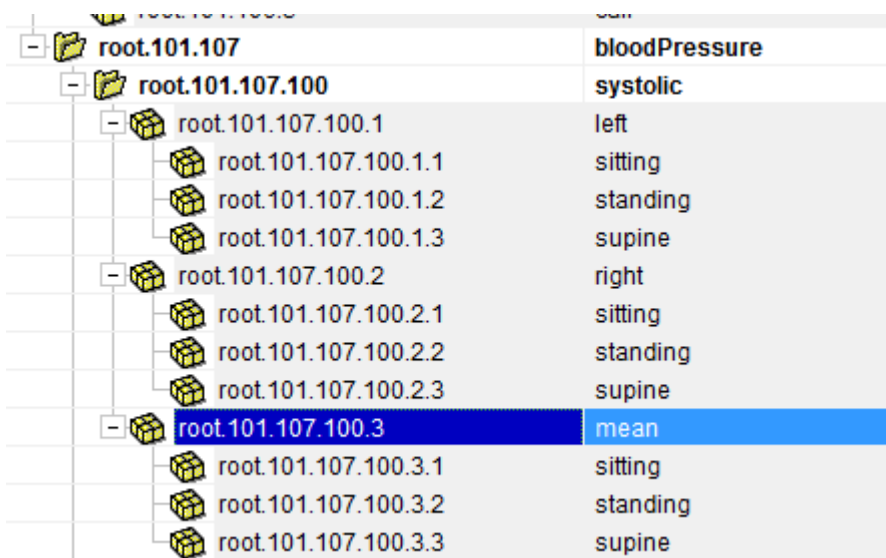 root.101.107 bloodPressure
root.101.107.100 systolic
root.101.107.100.1 left
root.101.107.100.1.1 sitting
root.101.107.100.1.2 standing
root.101.107.100.1.3 supine
root.101.107.100.2 right
root.101.107.100.2.1 sitting
root.101.107.100.2.2 standing
root.101.107.100.2.3 supine
root.101.107.100.3 mean
root.101.107.100.3.1 sitting
root.101.107.100.3.2 standing
root.101.107.100.3.3 supine